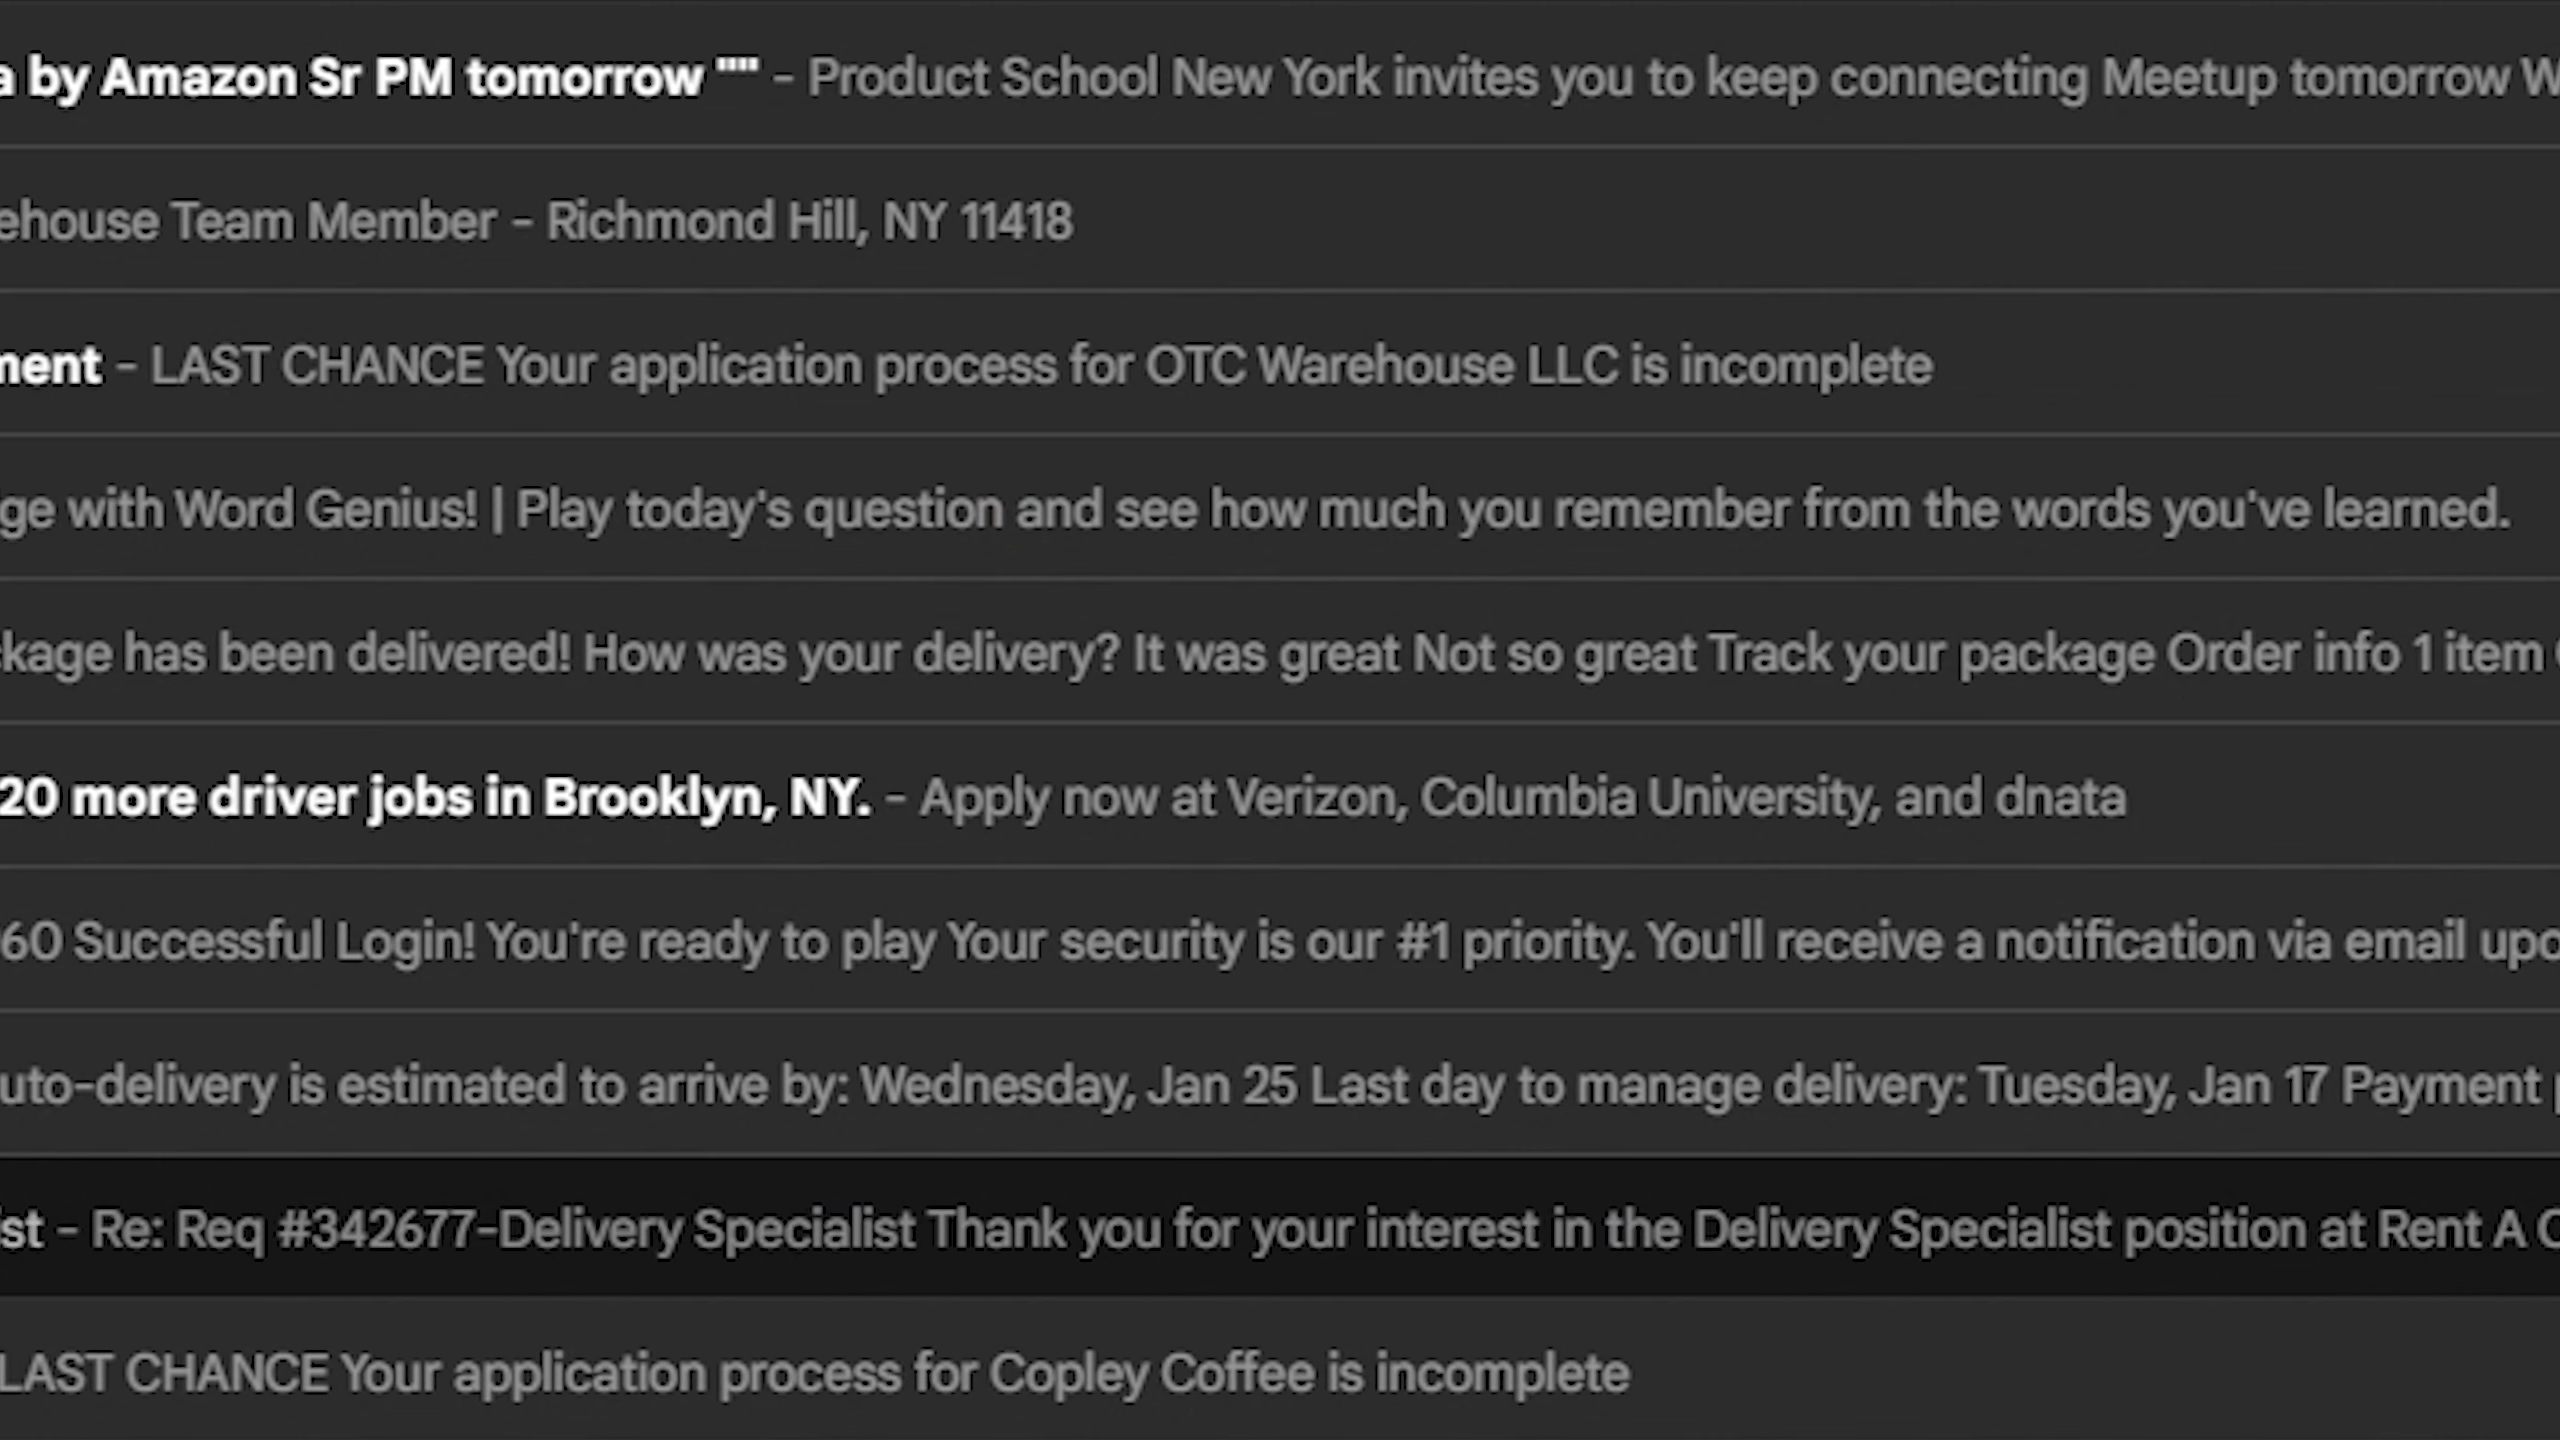 a by Amazon Sr PM tomorrow """ - Product School New York invites you to keep connecting Meetup tomorrow W
ehouse Team Member - Richmond Hill, NY 11418
ment - LAST CHANCE Your application process for OTC Warehouse LLC is incomplete
ge with Word Genius! | Play today's question and see how much you remember from the words you've learned.
ckage has been delivered! How was your delivery? It was great Not so great Track your package Order info 1 item
20 more driver jobs in Brooklyn, NY. - Apply now at Verizon, Columbia University, and dnata
60 Successful Login! You're ready to play Your security is our #1 priority. You'll receive a notification via email upo
uto-delivery is estimated to arrive by: Wednesday, Jan 25 Last day to manage delivery: Tuesday, Jan 17 Payment p
ist - Re: Req #342677-Delivery Specialist Thank you for your interest in the Delivery Specialist position at Rent A C
LAST CHANCE Your application process for Copley Coffee is incomplete